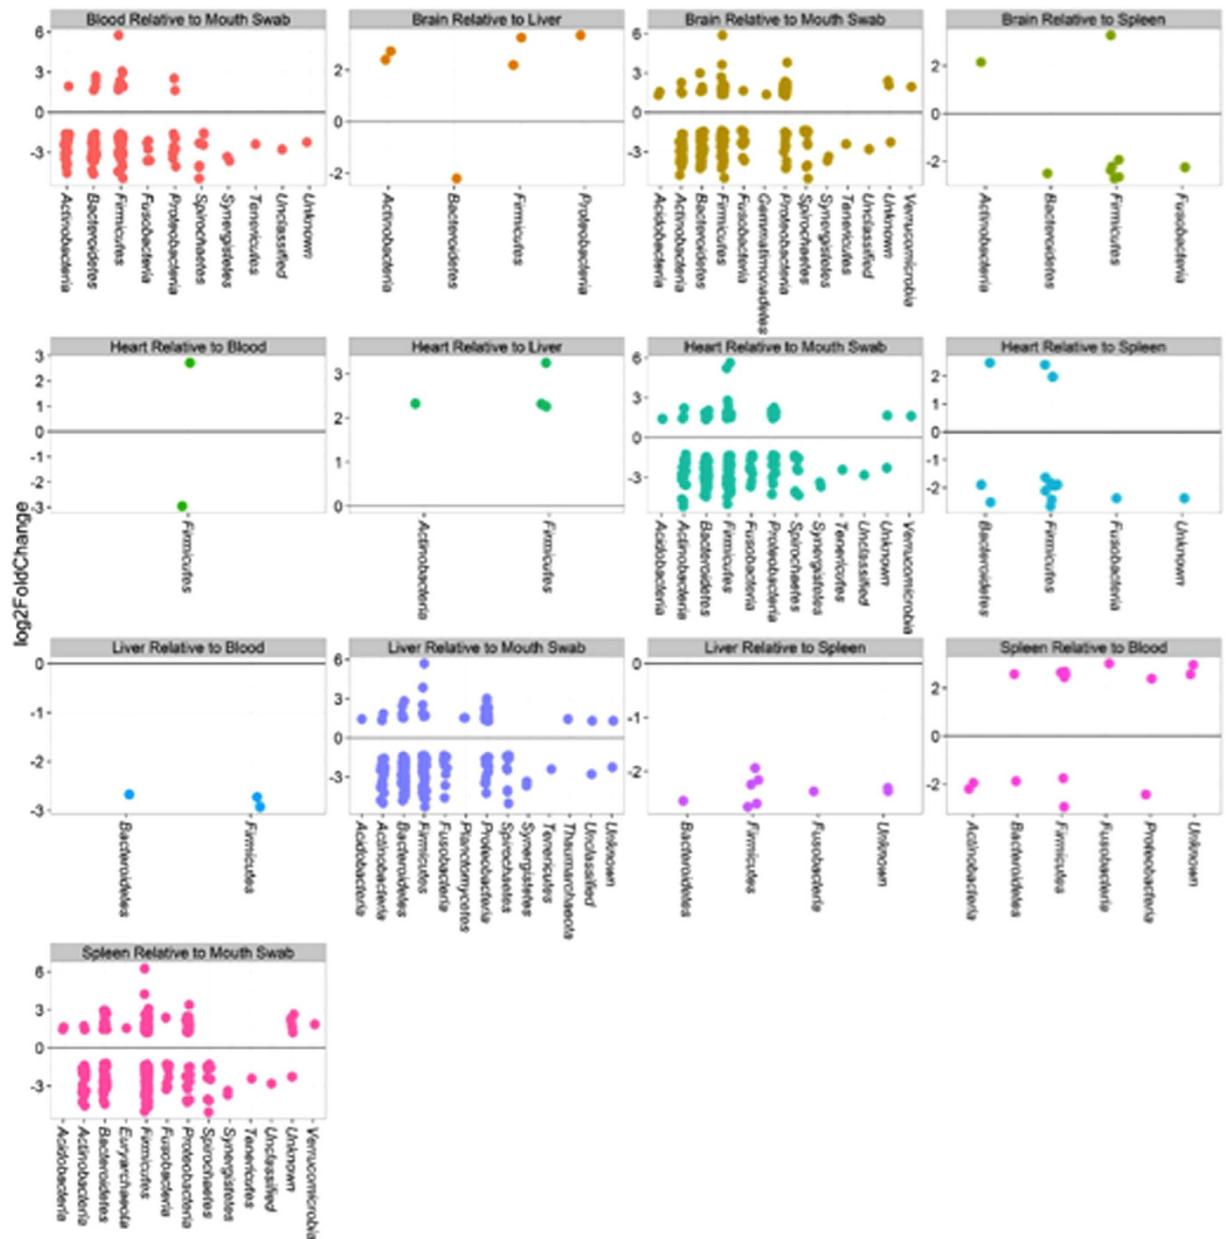 Blood Relative to Mouth Swab
Brain Relative to Liver
Brain Relative to Mouth Swab
Brain Relative to Spleen
6
3
0
-3
2
0
-2
6
3
0
-3
2
0
-2
Actinobacteria
Bacteroidetes
Firmicutes
Fusobacteria
Proteobacteria
Spirochaetes
Synergistetes
Tenericutes
Unclassified
Unknown
Actinobacteria
Bacteroidetes
Firmicutes
Proteobacteria
Acidobacteria
Actinobacteria
Bacteroidetes
Firmicutes
Fusobacteria
Gemmatimonadetes
Proteobacteria
Spirochaetes
Synergistetes
Tenericutes
Unclassified
Unknown
Verrucomicrobia
Actinobacteria
Bacteroidetes
Firmicutes
Fusobacteria
log2FoldChange
Heart Relative to Blood
Heart Relative to Liver
Heart Relative to Mouth Swab
Heart Relative to Spleen
3
2
1
0
-1
-2
-3
3
2
1
0
6
3
0
-3
2
1
0
-1
-2
Firmicutes
Actinobacteria
Firmicutes
Acidobacteria
Actinobacteria
Bacteroidetes
Firmicutes
Fusobacteria
Proteobacteria
Spirochaetes
Synergistetes
Tenericutes
Unclassified
Unknown
Verrucomicrobia
Bacteroidetes
Firmicutes
Fusobacteria
Unknown
Liver Relative to Blood
Liver Relative to Mouth Swab
Liver Relative to Spleen
Spleen Relative to Blood
0
-1
-2
-3
6
3
0
-3
0
-1
-2
2
0
-2
Bacteroidetes
Firmicutes
Acidobacteria
Actinobacteria
Bacteroidetes
Firmicutes
Fusobacteria
Planctomycetes
Proteobacteria
Spirochaetes
Synergistetes
Tenericutes
Thaumarchaeota
Unclassified
Unknown
Bacteroidetes
Firmicutes
Fusobacteria
Unknown
Actinobacteria
Bacteroidetes
Firmicutes
Fusobacteria
Proteobacteria
Unknown
Spleen Relative to Mouth Swab
6
3
0
-3
Acidobacteria
Actinobacteria
Bacteroidetes
Euryarchaeota
Firmicutes
Fusobacteria
Proteobacteria
Spirochaetes
Synergistetes
Tenericutes
Unclassified
Unknown
Verrucomicrobia